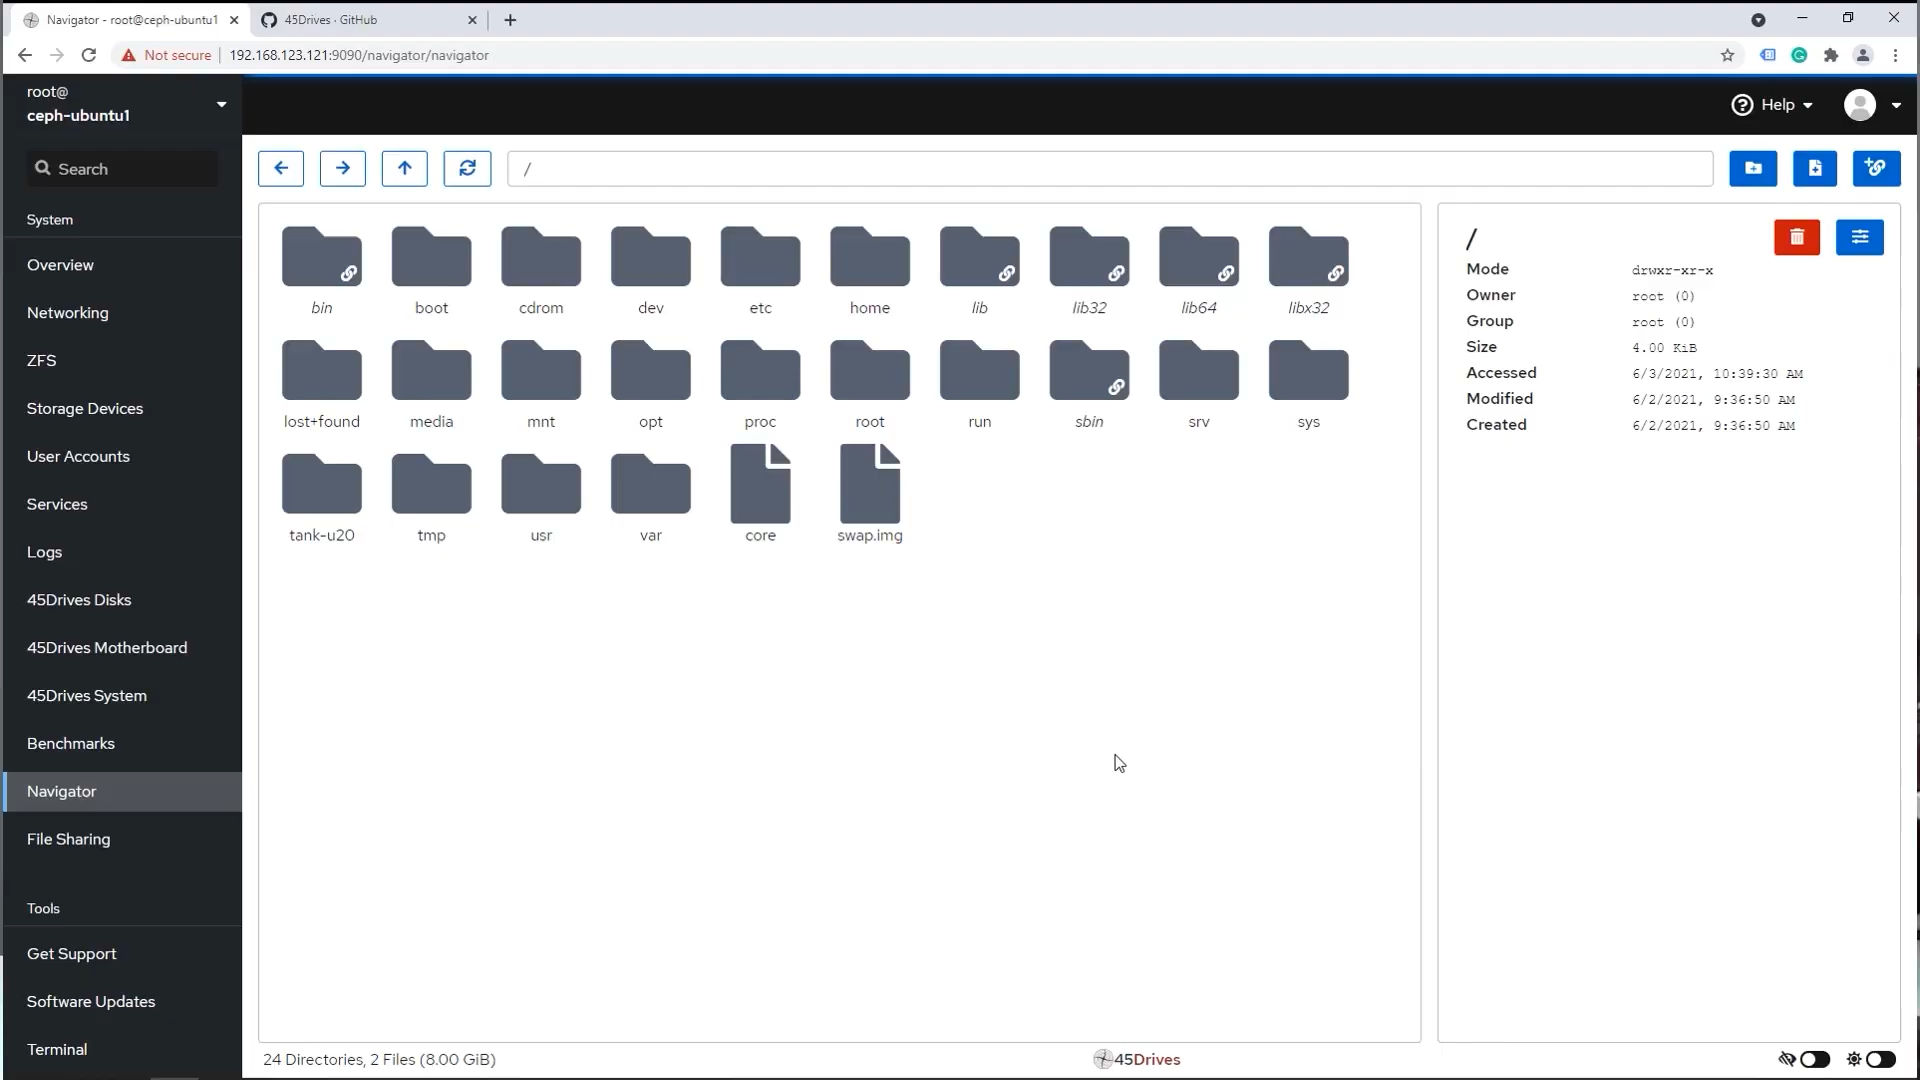 Navigator - root@ceph-ubuntu1
45Drives · GitHub
Not secure
192.168.123.121:9090/navigator/navigator
root@
ceph-ubuntu1
Help
Search
/
System
Overview
Networking
ZFS
Storage Devices
User Accounts
Services
Logs
45Drives Disks
45Drives Motherboard
45Drives System
Benchmarks
Navigator
File Sharing
Tools
Get Support
Software Updates
Terminal
bin boot cdrom dev etc home lib lib32 lib64 libx32
lost+found media mnt opt proc root run sbin srv sys
tank-u20 tmp usr var core swap.img
/
Mode drwxr-xr-x
Owner root (0)
Group root (0)
Size 4.00 KiB
Accessed 6/3/2021, 10:39:30 AM
Modified 6/2/2021, 9:36:50 AM
Created 6/2/2021, 9:36:50 AM
24 Directories, 2 Files (8.00 GiB)
45Drives